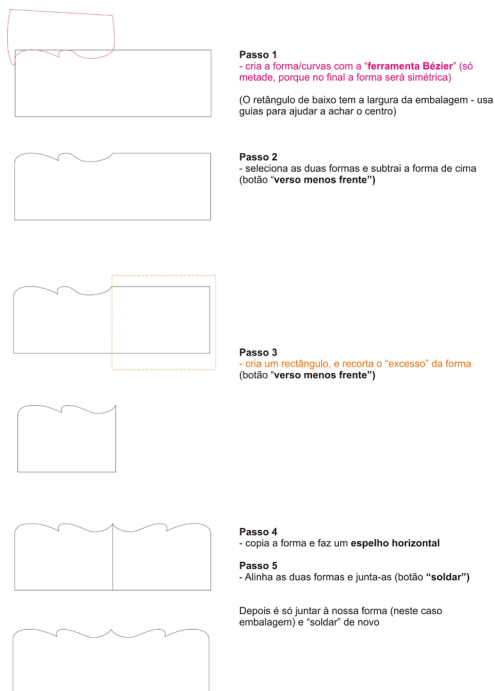 Passo 1
- cria a forma/curvas com a “ferramenta Bézier” (só
metade, porque no final a forma será simétrica)
(O retângulo de baixo tem a largura da embalagem - usa
guias para ajudar a achar o centro)
Passo 2
- seleciona as duas formas e subtrai a forma de cima
(botão “verso menos frente”)
Passo 3
- cria um rectângulo, e recorta o “excesso” da forma
(botão “verso menos frente”)
Passo 4
- copia a forma e faz um espelho horizontal
Passo 5
- Alinha as duas formas e junta-as (botão “soldar”)
Depois é só juntar à nossa forma (neste caso
embalagem) e “soldar” de novo